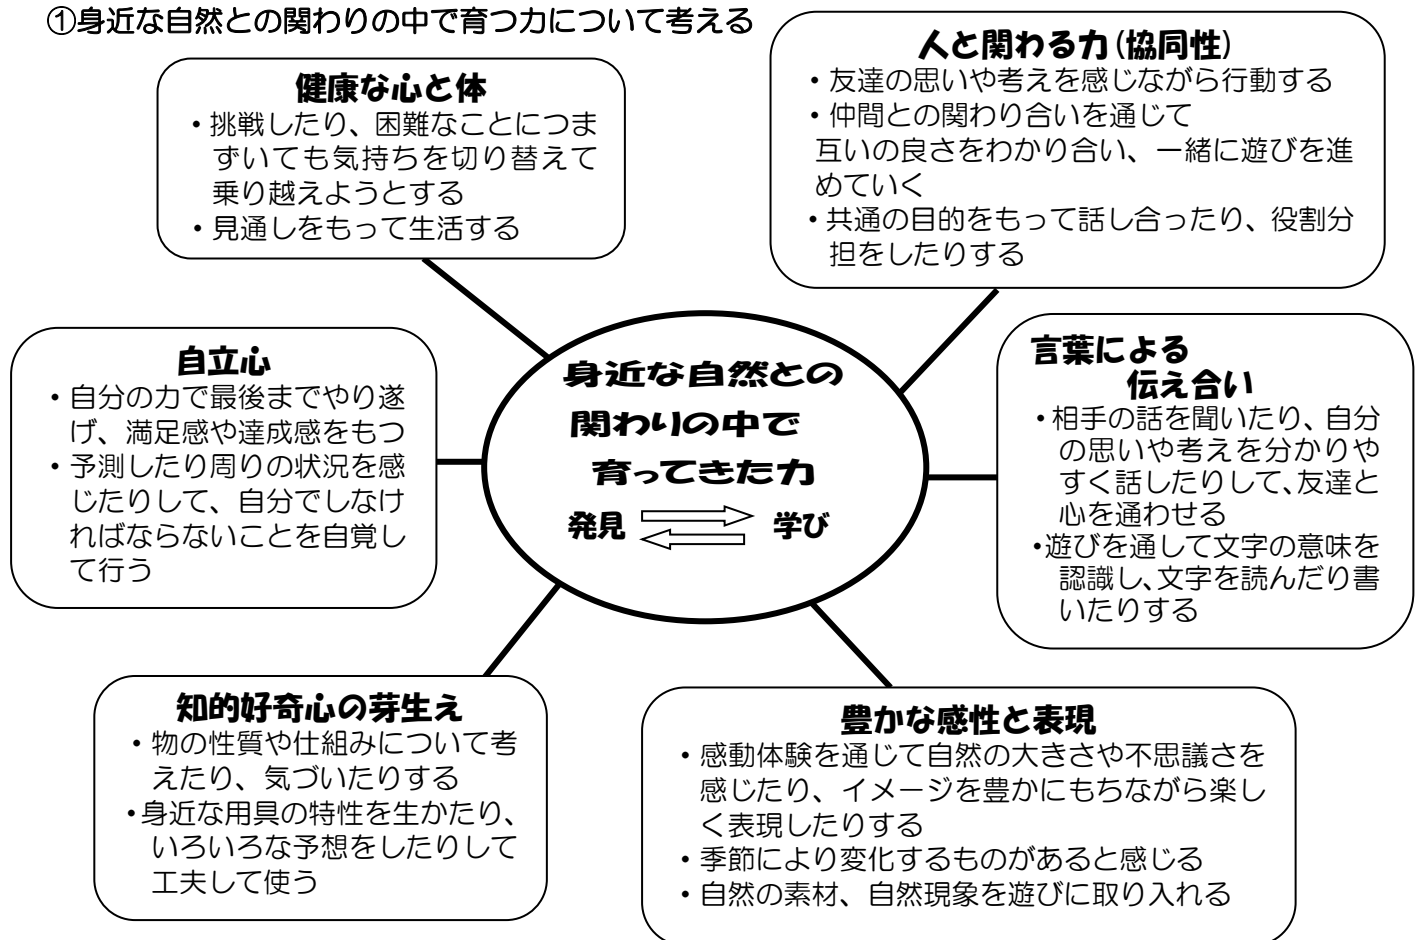 ①身近な自然との関わりの中で育つ力について考える
健康な心と体
・挑戦したり、困難なことにつま
ずいても気持ちを切り替えて
乗り越えようとする
・見通しをもって生活する
人と関わる力(協同性)
・友達の思いや考えを感じながら行動する
・仲間との関わり合いを通じて
互いの良さをわかり合い、一緒に遊びを進
めていく
・共通の目的をもって話し合ったり、役割分
担をしたりする
自立心
・自分の力で最後までやり遂
げ、満足感や達成感をもつ
・予測したり周りの状況を感
じたりして、自分でしなけ
ればならないことを自覚し
て行う
身近な自然との
関わりの中で
育ってきた力
発見 学び
言葉による
伝え合い
・相手の話を聞いたり、自分
の思いや考えを分かりや
すく話したりして、友達と
心を通わせる
・遊びを通して文字の意味を
認識し、文字を読んだり書
いたりする
知的好奇心の芽生え
・物の性質や仕組みについて考
えたり、気づいたりする
・身近な用具の特性を生かたり、
いろいろな予想をしたりして
工夫して使う
豊かな感性と表現
・感動体験を通じて自然の大きさや不思議さを
感じたり、イメージを豊かにもちながら楽し
く表現したりする
・季節により変化するものがあると感じる
・自然の素材、自然現象を遊びに取り入れる